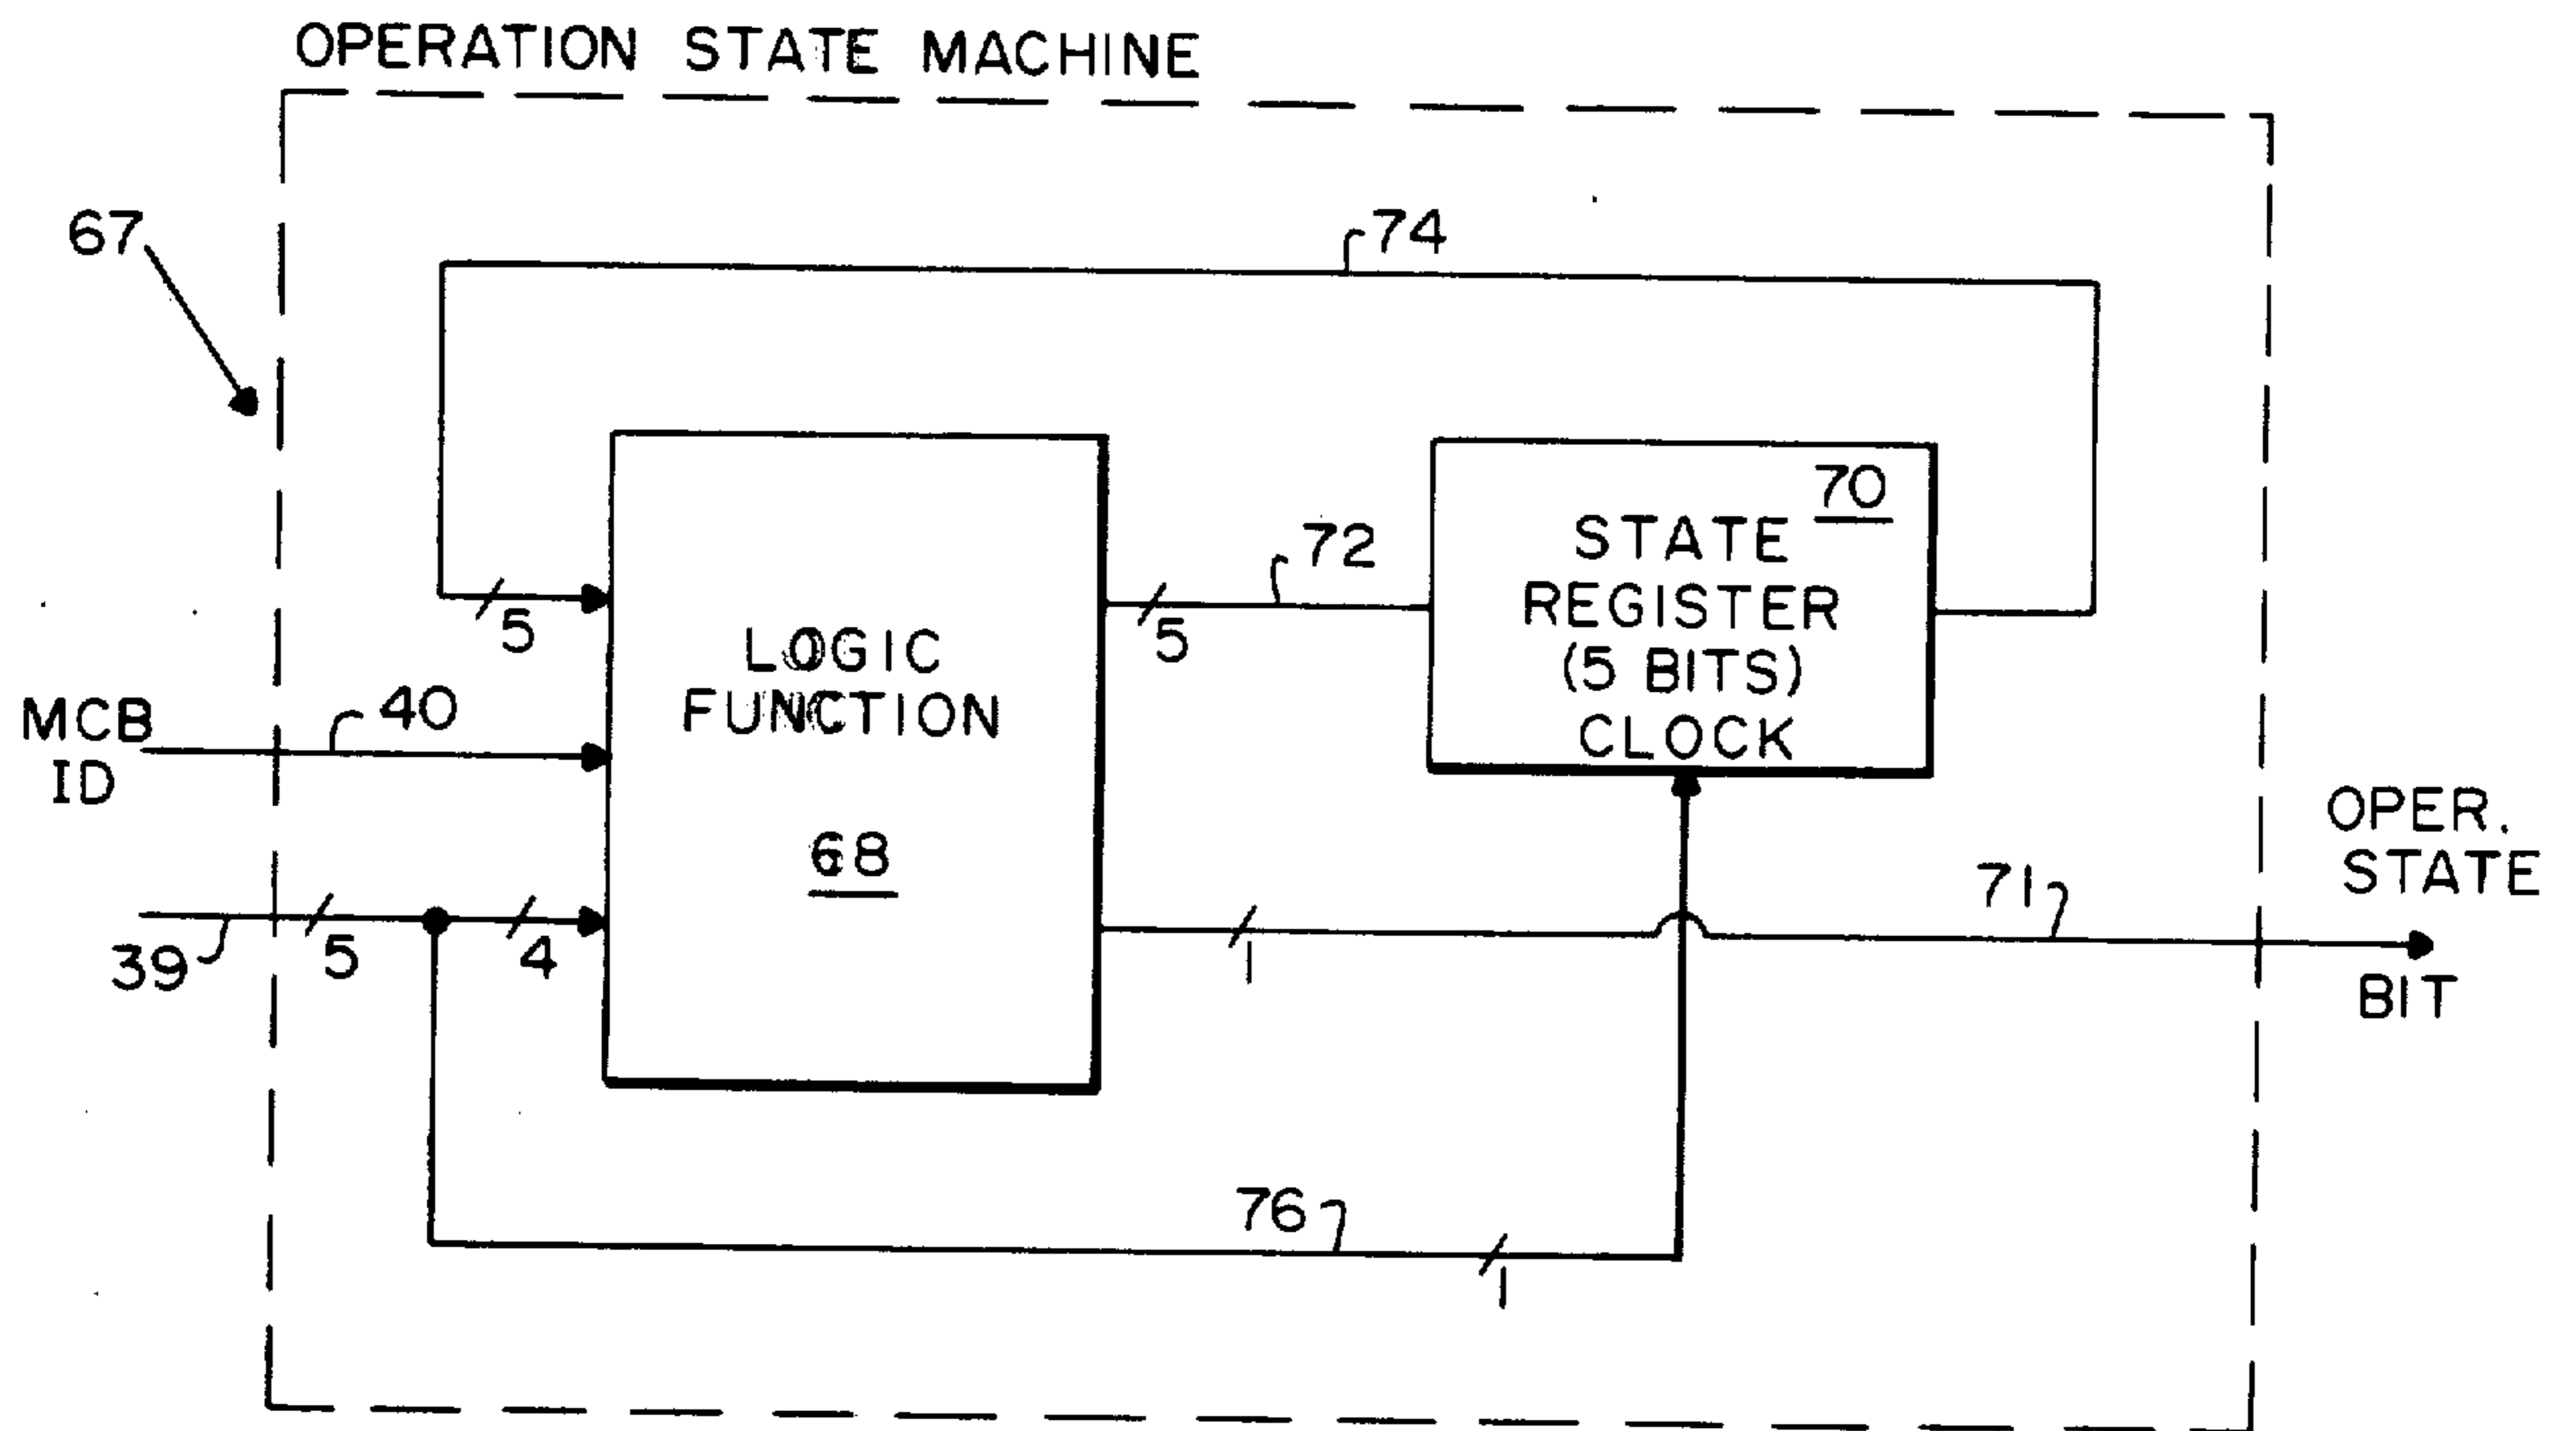 OPERATION STATE MACHINE
67
74
70
STATE
REGISTER
(5 BITS)
CLOCK
72
5
5
LOGIC
FUNCTION
68
MCB
ID
40
39
5
4
1
71
OPER.
STATE
BIT
76
1